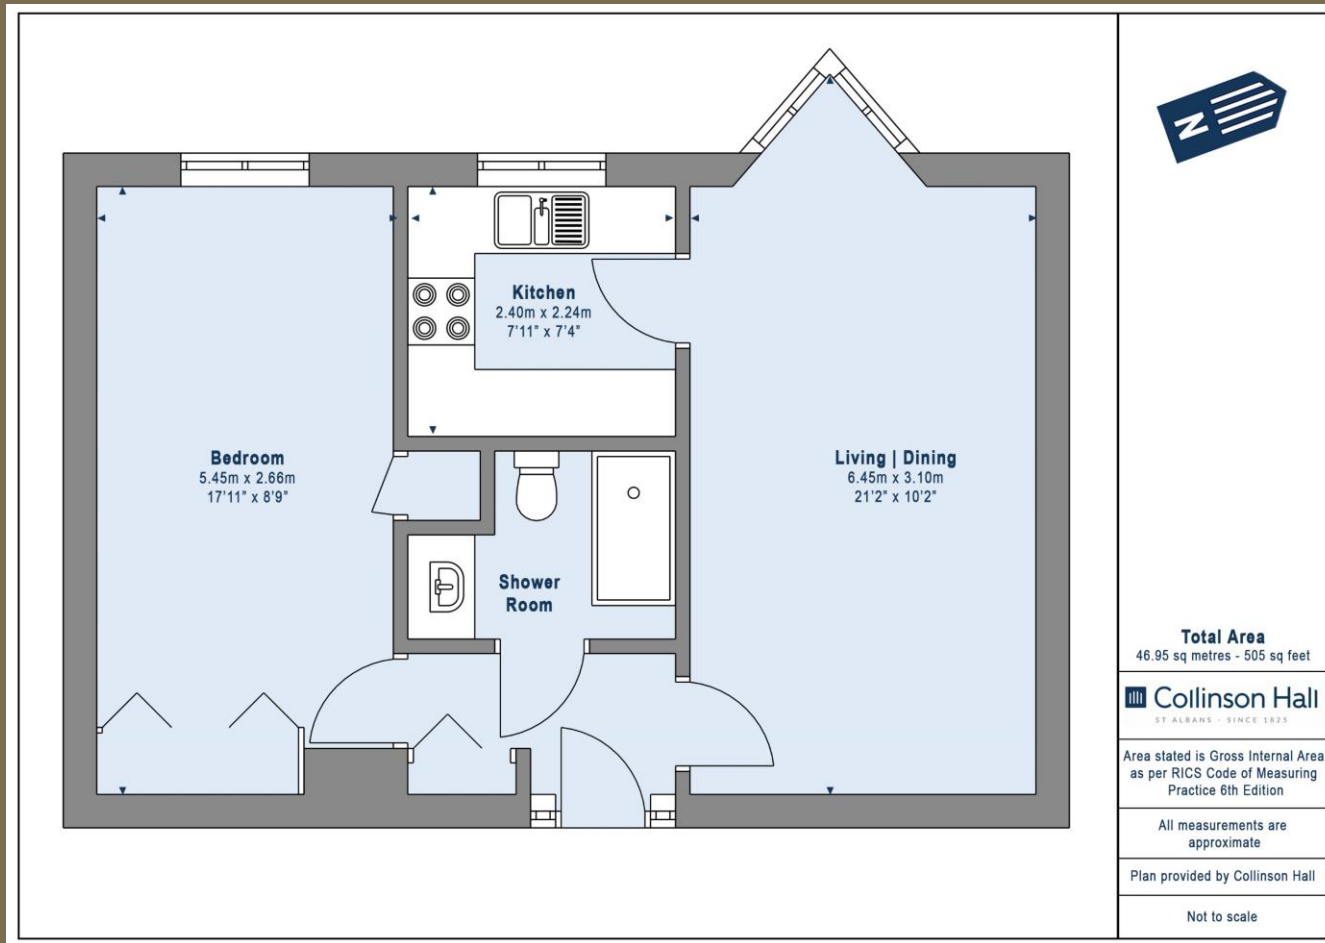 N
Kitchen
2.40m x 2.24m
7'11" x 7'4"
Bedroom
5.45m x 2.66m
17'11" x 8'9"
Living | Dining
6.45m x 3.10m
21'2" x 10'2"
Shower
Room
Total Area
46.95 sq metres - 505 sq feet
Collinson Hall
ST ALBANS - SINCE 1825
Area stated is Gross Internal Area
as per RICS Code of Measuring
Practice 6th Edition
All measurements are
approximate
Plan provided by Collinson Hall
Not to scale